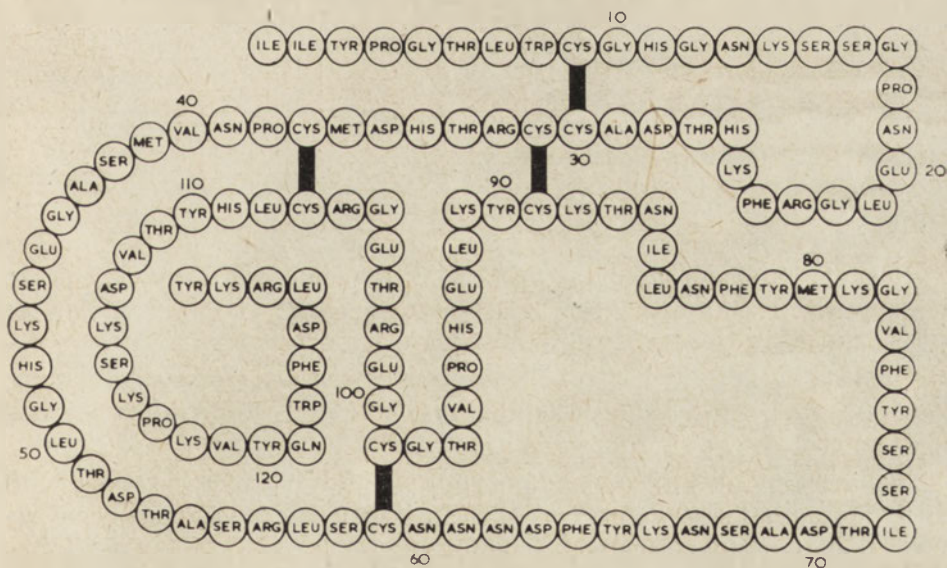 1 10
ILE ILE TYR PRO GLY THR LEU TRP CYS GLY HIS GLY ASN LYS SER SER GLY
PRO
ASN
GLU 20
LEU GLY ARG PHE
LYS
40
VAL ASN PRO CYS MET ASP HIS THR ARG CYS CYS ALA ASP THR HIS
30
MET
SER
ALA
GLY
GLU
SER
LYS
HIS
GLY
50 LEU
THR
ASP
THR
ALA SER ARG LEU SER CYS ASN ASN ASN ASP PHE TYR LYS ASN SER ALA ASP THR ILE
60 70
SER
SER
TYR
PHE
VAL
80
LEU ASN PHE TYR MET LYS GLY
ILE
90
LYS TYR CYS LYS THR ASN
LEU
GLU
HIS
PRO
VAL
CYS GLY THR
100 GLY
GLU
ARG
THR
GLU
110
TYR HIS LEU CYS ARG GLY
THR
VAL
ASP
LYS
SER
LYS
PRO
LYS VAL TYR GLN
120
TRP
PHE
ASP
TYR LYS ARG LEU